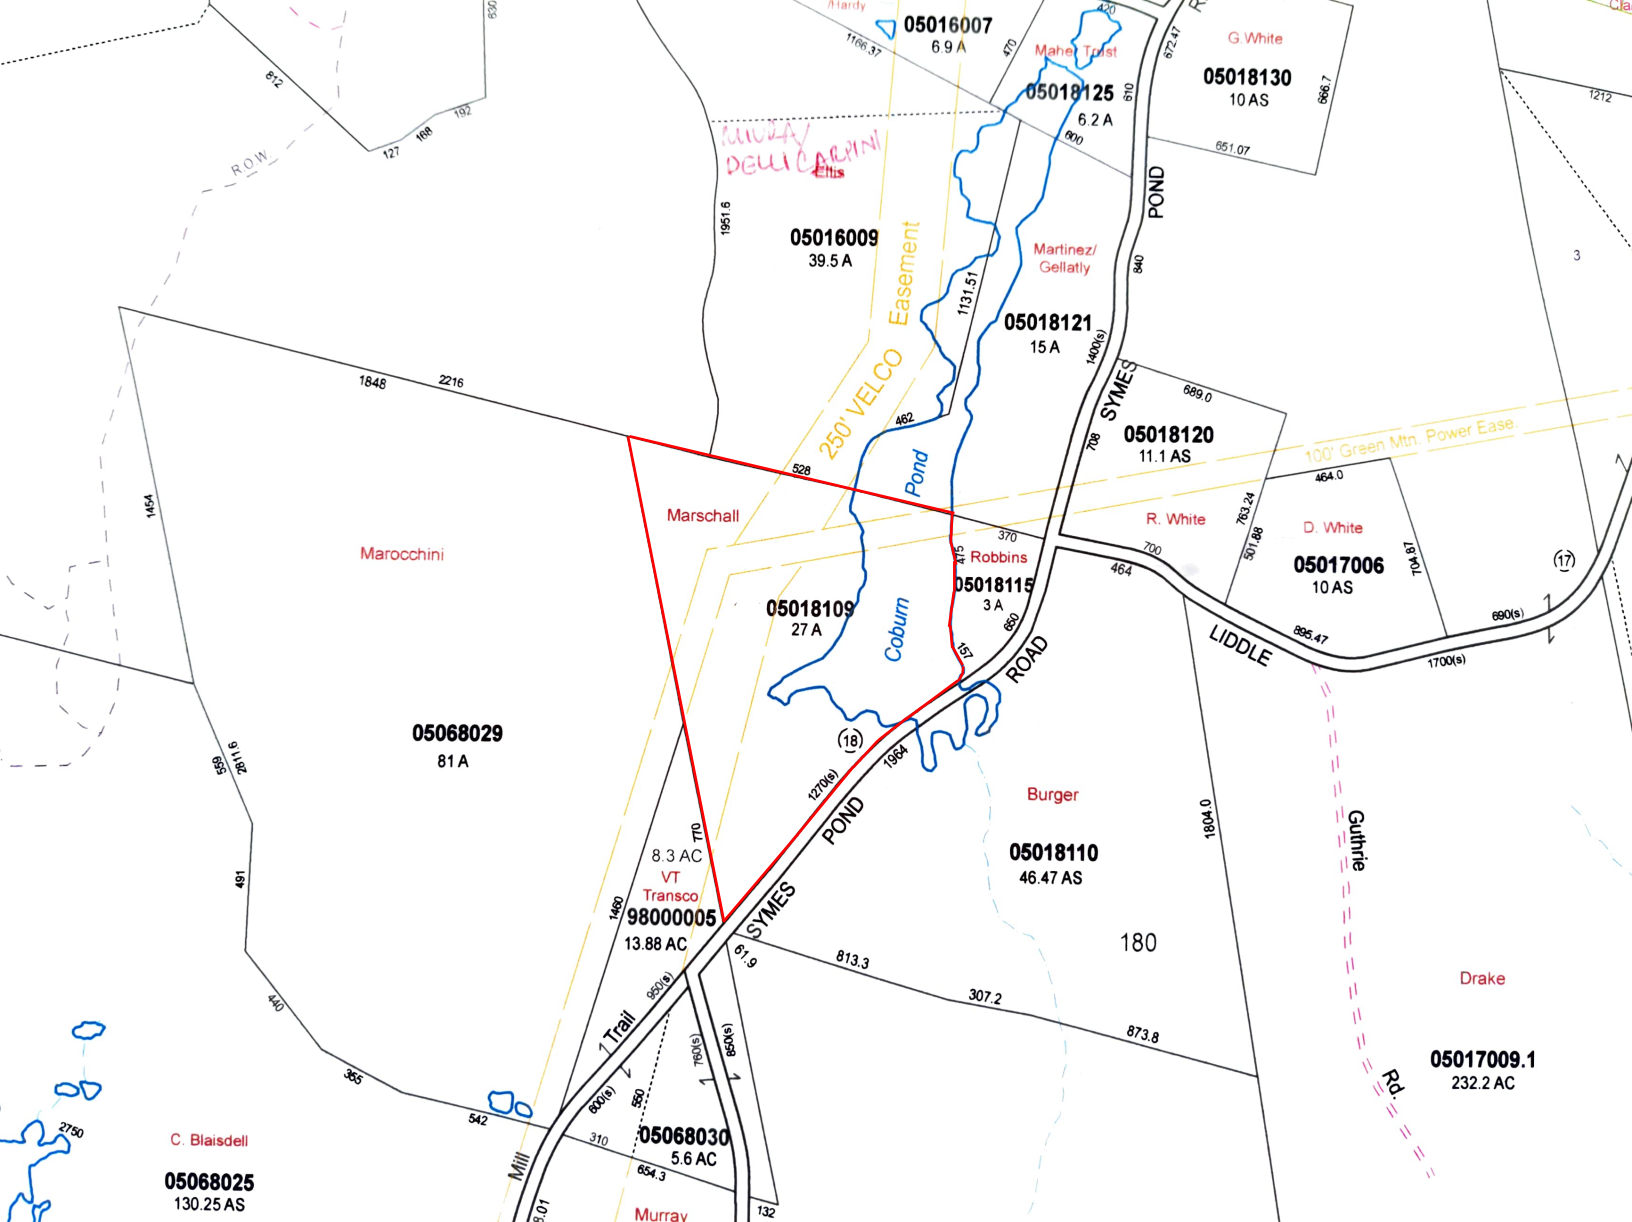 Hardy
05016007
6.9 A
1166.37
470
420
Maher Trust
05018125
6.2 A
600
610
672.47
G.White
05018130
10 AS
666.7
651.07
1212
3
630
812
127
168
192
R.O.W
1951.6
DELLICARPINI
Ellis
05016009
39.5 A
250' VELCO Easement
1131.51
Martinez/
Gellatly
05018121
15 A
840
1400(s)
708
SYMES POND ROAD
689.0
05018120
11.1 AS
R. White
763.24
501.88
100' Green Mtn. Power Ease.
464.0
D. White
05017006
10 AS
704.87
17
690(s)
1700(s)
895.47
LIDDLE
700
464
1848
2216
1454
Marocchini
05068029
81 A
559
2811.6
491
440
355
542
528
462
Marschall
05018109
27 A
Coburn Pond
370
475
Robbins
05018115
3 A
650
157
18
1270(s)
1964
SYMES POND
770
8.3 AC
VT
Transco
98000005
13.88 AC
1460
950(s)
61.9
813.3
307.2
873.8
Burger
05018110
46.47 AS
180
1804.0
Guthrie Rd.
Drake
05017009.1
232.2 AC
Mill Trail
600(s)
550
760(s)
850(s)
310
05068030
5.6 AC
654.3
132
Murray
8.01
2750
C. Blaisdell
05068025
130.25 AS